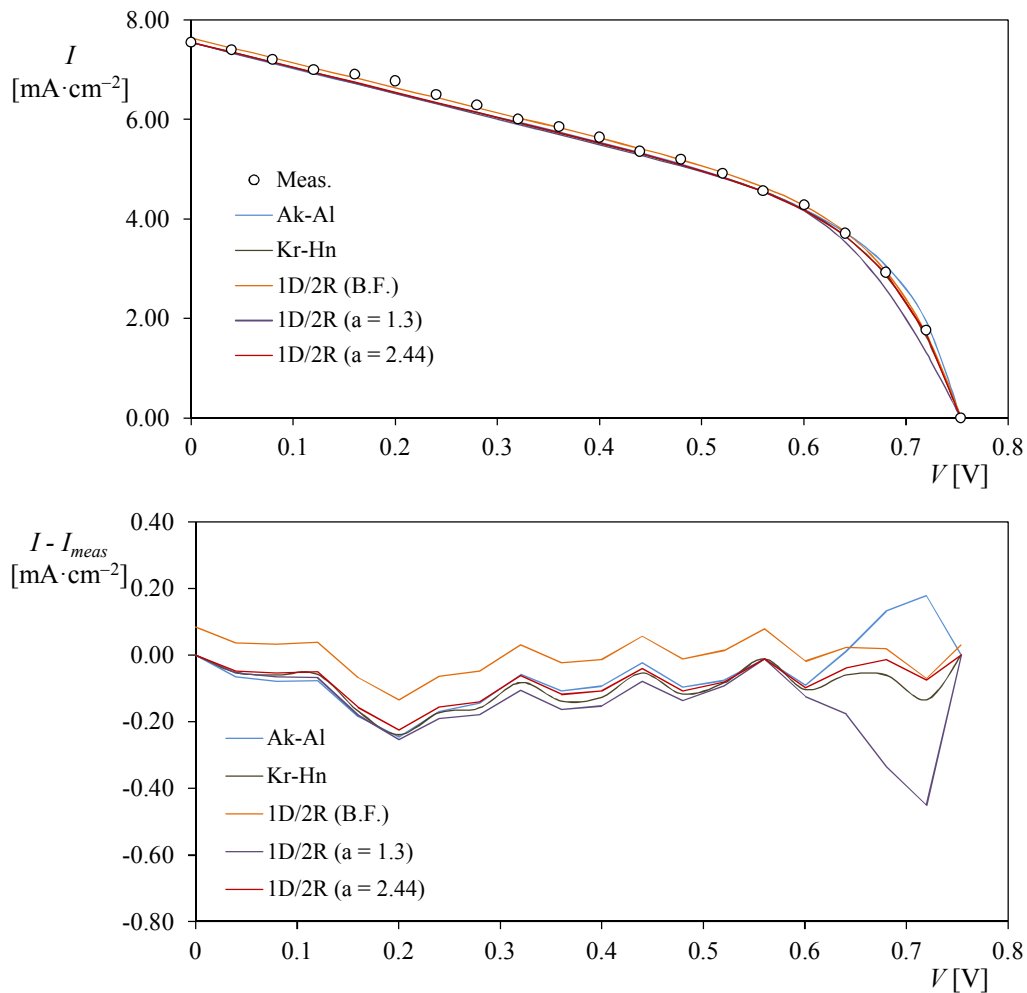 8.00
I
[mA·cm⁻²]
6.00
4.00
2.00
0.00
Meas.
Ak-Al
Kr-Hn
1D/2R (B.F.)
1D/2R (a = 1.3)
1D/2R (a = 2.44)
0 0.1 0.2 0.3 0.4 0.5 0.6 0.7 0.8
V [V]
0.40
I - Imeas
[mA·cm⁻²]
0.20
0.00
-0.20
-0.40
-0.60
-0.80
Ak-Al
Kr-Hn
1D/2R (B.F.)
1D/2R (a = 1.3)
1D/2R (a = 2.44)
0 0.1 0.2 0.3 0.4 0.5 0.6 0.7 0.8
V [V]